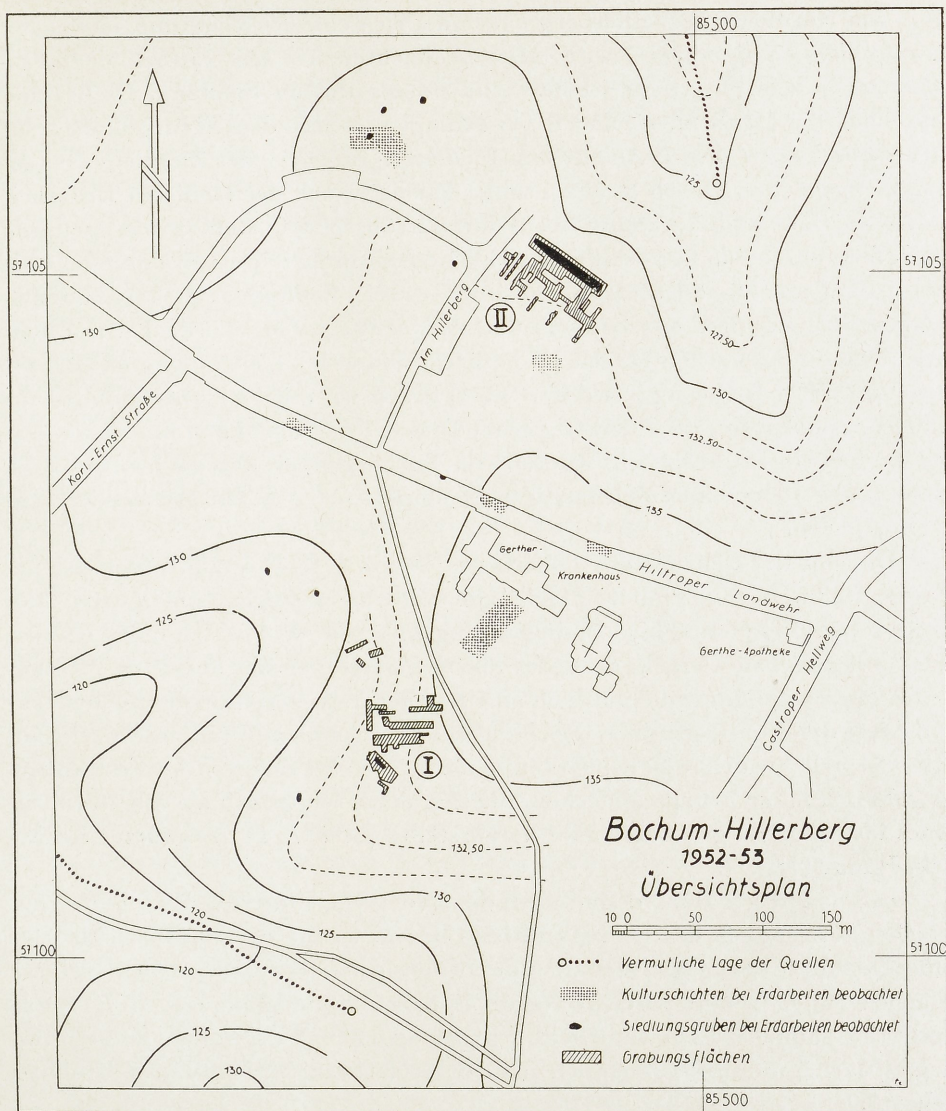 85500
N
125
57105
57105
Am Hillerberg
II
127.50
130
130
Karl-Ernst Straße
132.50
135
130
Gerther-
Krankenhaus
Hiltroper
Landwehr
125
Gerthe-Apotheke
120
Castroper Hellweg
I
135
132,50
Bochum-Hillerberg
1952-53
Übersichtsplan
130
10 0 50 100 150 m
120
125
57100
57100
120
Vermutliche Lage der Quellen
Kulturschichten bei Erdarbeiten beobachtet
125
Siedlungsgruben bei Erdarbeiten beobachtet
Grabungsflächen
130
85500